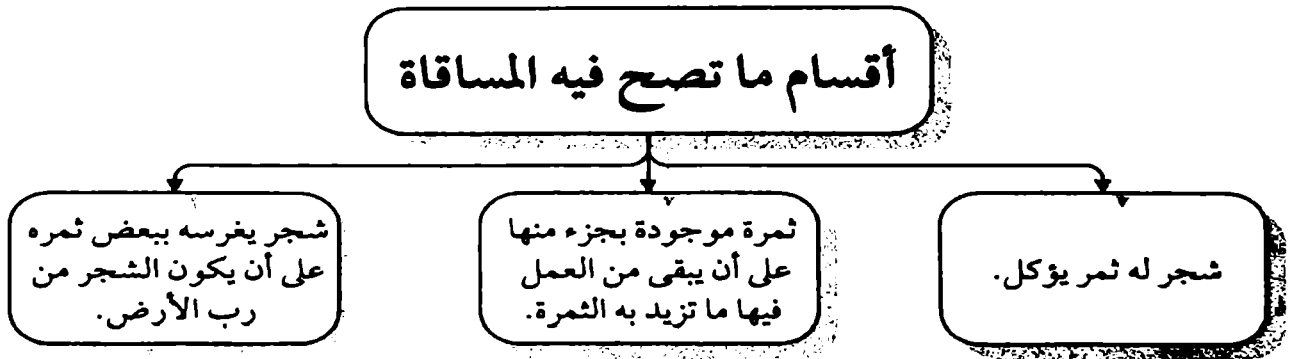 أقسام ما تصح فيه المساقاة
شجر له ثمر يؤكل.
ثمرة موجودة بجزء منها
على أن يبقى من العمل
فيها ما تزيد به الثمرة.
شجر يغرسه ببعض ثمره
على أن يكون الشجر من
رب الأرض.